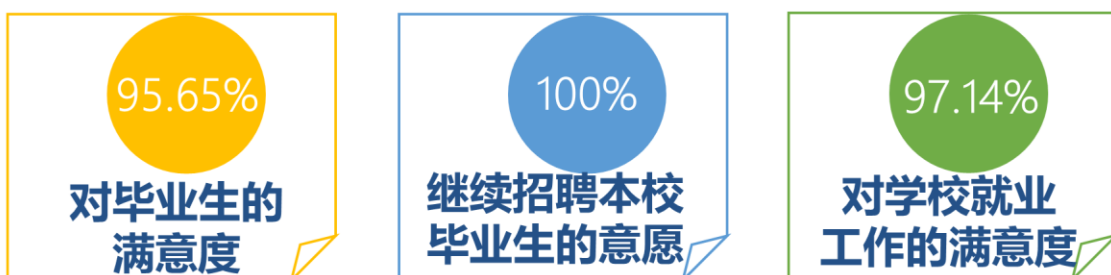 95.65%
对毕业生的
满意度
100%
继续招聘本校
毕业生的意愿
97.14%
对学校就业
工作的满意度